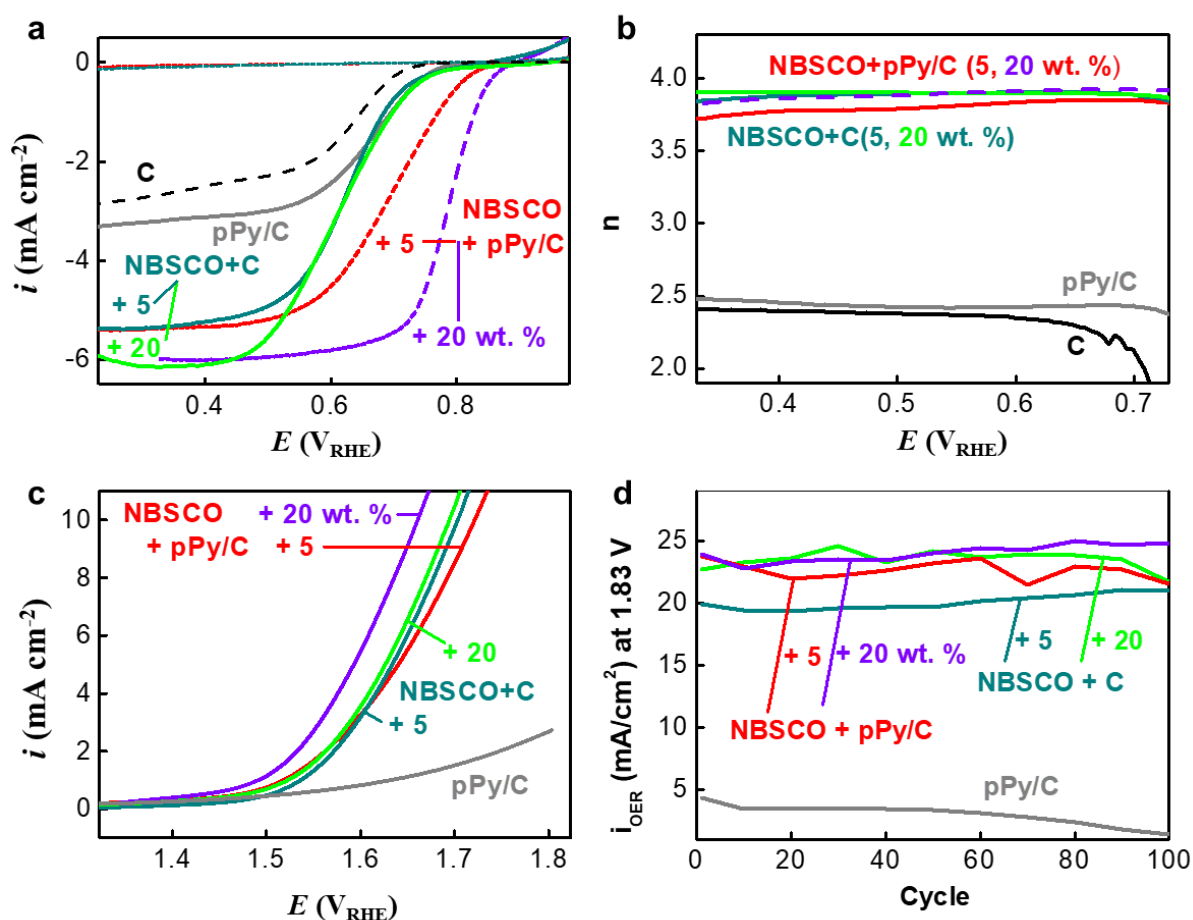 a
0
-2
-4
-6
i (mA cm⁻²)
C
pPy/C
NBSCO
+ 5 + pPy/C
NBSCO+C
+ 5
+ 20
+ 20 wt. %
0.4 0.6 0.8
E (V_RHE)
b
4.0
3.5
3.0
2.5
2.0
n
NBSCO+pPy/C (5, 20 wt. %)
NBSCO+C(5, 20 wt. %)
pPy/C
C
0.4 0.5 0.6 0.7
E (V_RHE)
c
10
8
6
4
2
0
i (mA cm⁻²)
NBSCO + 20 wt. %
+ pPy/C + 5
+ 20
NBSCO+C
+ 5
pPy/C
1.4 1.5 1.6 1.7 1.8
E (V_RHE)
d
25
20
15
10
5
i_OER (mA/cm²) at 1.83 V
+ 5 + 20 wt. %
+ 5 + 20
NBSCO + C
NBSCO + pPy/C
pPy/C
0 20 40 60 80 100
Cycle